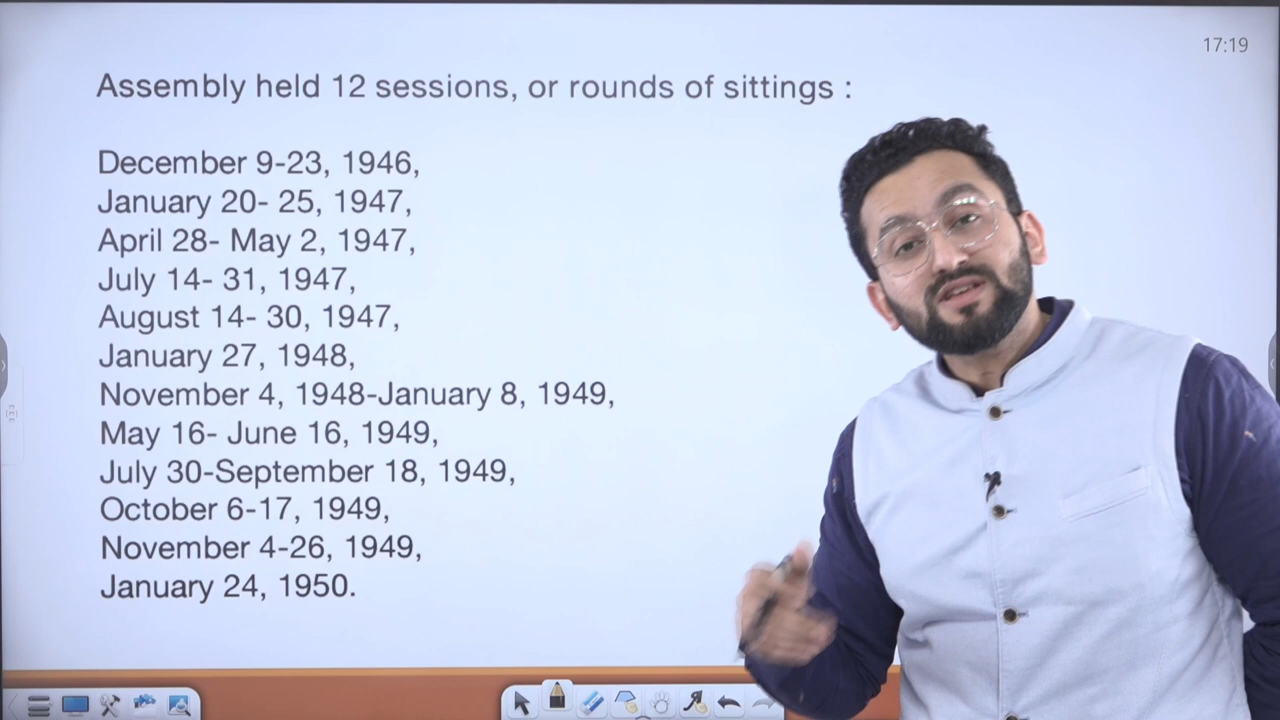 17:19
Assembly held 12 sessions, or rounds of sittings :
December 9-23, 1946,
January 20- 25, 1947,
April 28- May 2, 1947,
July 14- 31, 1947,
August 14- 30, 1947,
January 27, 1948,
November 4, 1948-January 8, 1949,
May 16- June 16, 1949,
July 30-September 18, 1949,
October 6-17, 1949,
November 4-26, 1949,
January 24, 1950.